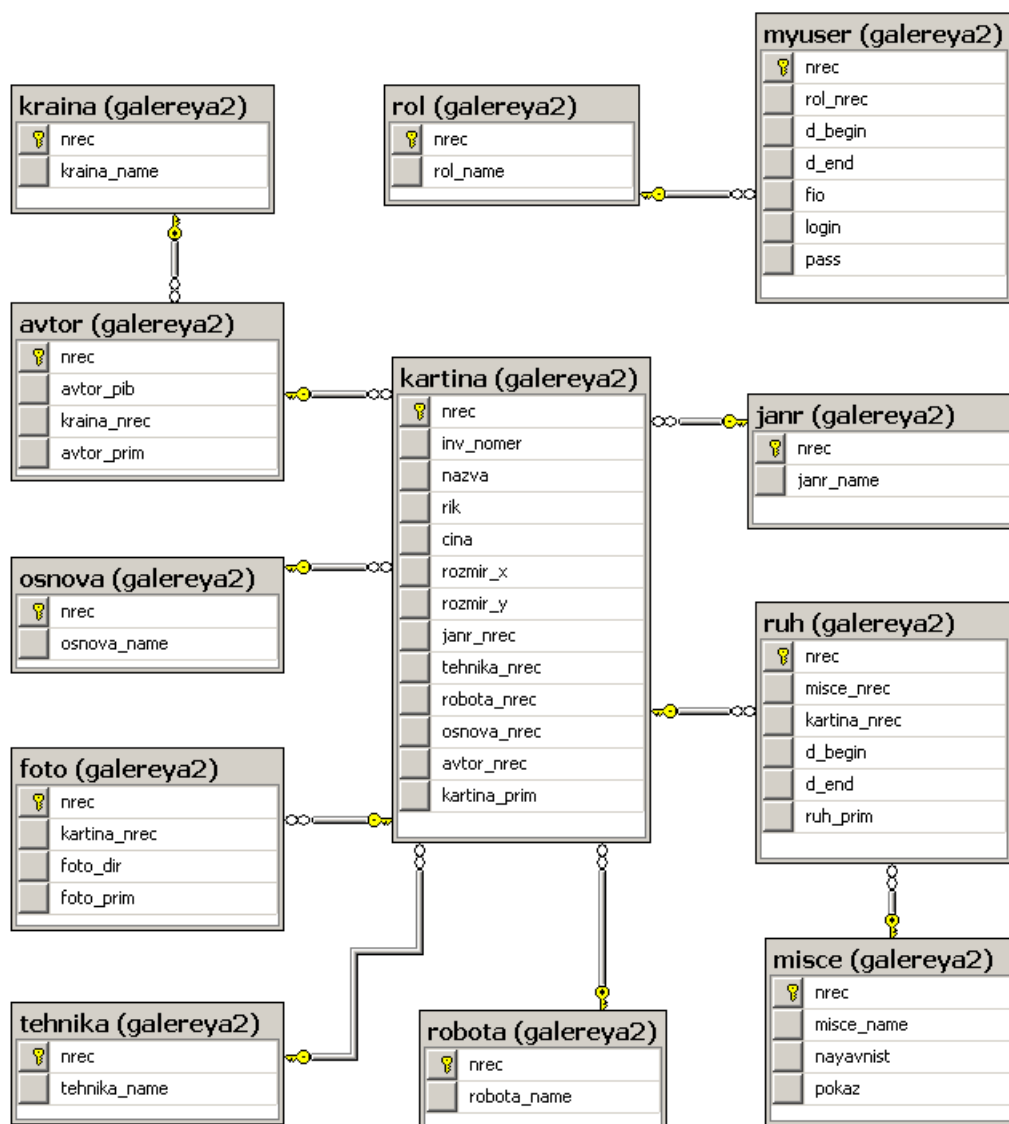 myuser (galereya2)
nrec
rol_nrec
d_begin
d_end
fio
login
pass
kraina (galereya2)
nrec
kraina_name
rol (galereya2)
nrec
rol_name
avtor (galereya2)
nrec
avtor_pib
kraina_nrec
avtor_prim
kartina (galereya2)
nrec
inv_nomer
nazva
rik
cina
rozmir_x
rozmir_y
janr_nrec
tehnika_nrec
robota_nrec
osnova_nrec
avtor_nrec
kartina_prim
janr (galereya2)
nrec
janr_name
osnova (galereya2)
nrec
osnova_name
ruh (galereya2)
nrec
misce_nrec
kartina_nrec
d_begin
d_end
ruh_prim
foto (galereya2)
nrec
kartina_nrec
foto_dir
foto_prim
misce (galereya2)
nrec
misce_name
nayavnist
pokaz
tehnika (galereya2)
nrec
tehnika_name
robota (galereya2)
nrec
robota_name